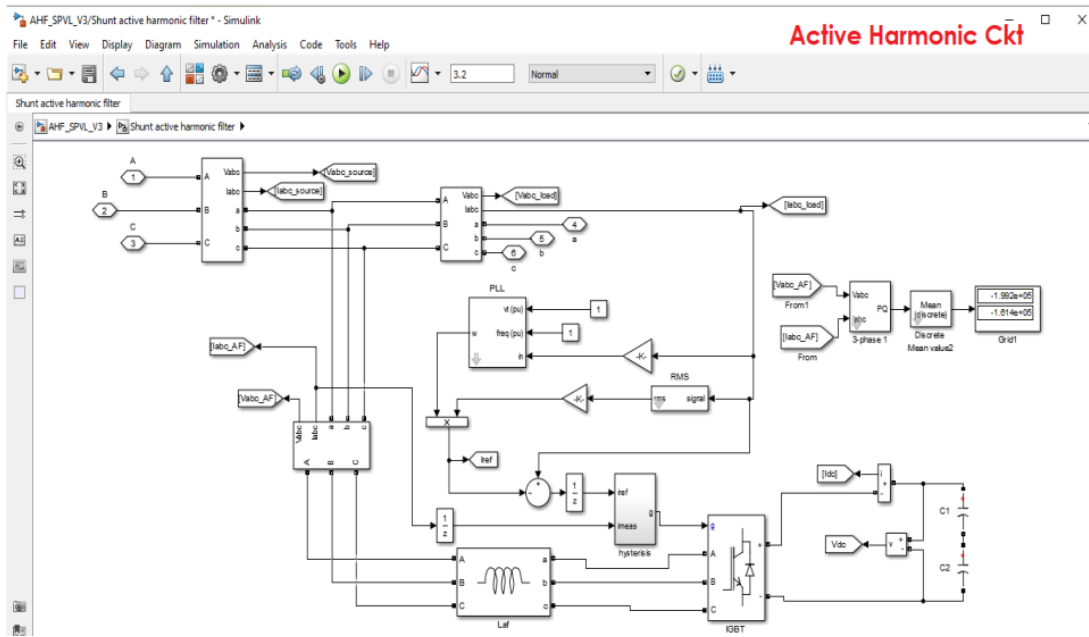 AHF_SPVL_V3/Shunt active harmonic filter * - Simulink
Active Harmonic Ckt
File Edit View Display Diagram Simulation Analysis Code Tools Help
3.2 Normal
Shunt active harmonic filter
AHF_SPVL_V3 Shunt active harmonic filter
A
1
B
2
C
3
A
B
C
Vabc
Iabc
a
b
c
[Vabc_source]
[Iabc_source]
A
B
C
Vabc
Iabc
a
b
c
[Vabc_load]
[Iabc_load]
4
a
5
b
6
c
PLL
vt (pu)
freq (pu)
w
in
1
1
-K-
RMS
rms signal
-K-
X
Iref
[Iabc_AF]
[Vabc_AF]
Vabc
Iabc
a
b
c
A
B
C
[Vabc_AF]
From1
[Iabc_AF]
From
Vabc
Iabc
PQ
3-phase 1
Mean
(discrete)
Discrete
Mean value2
-1.992e+05
-1.614e+05
Grid1
- +
1
z
1
z
iref
imeas
g
hysterisis
A a
B b
C c
Laf
g
A
B
C
+
-
IGBT
[Idc]
i
+
-
Vdc
v
+
-
C1
C2